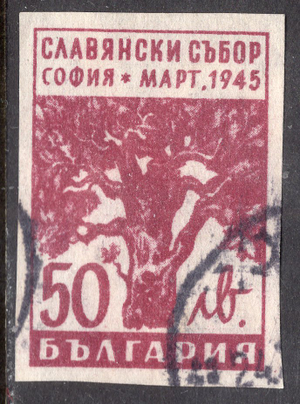 СЛАВЯНСКИ СЪБОР
СОФИЯ * МАРТ. 1945
50 лв.
БЪЛГАРИЯ